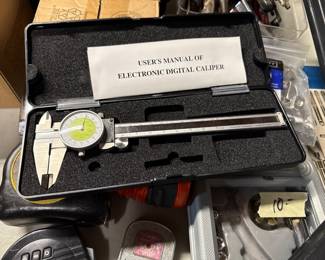 USER'S MANUAL OF
ELECTRONIC DIGITAL CALIPER
10